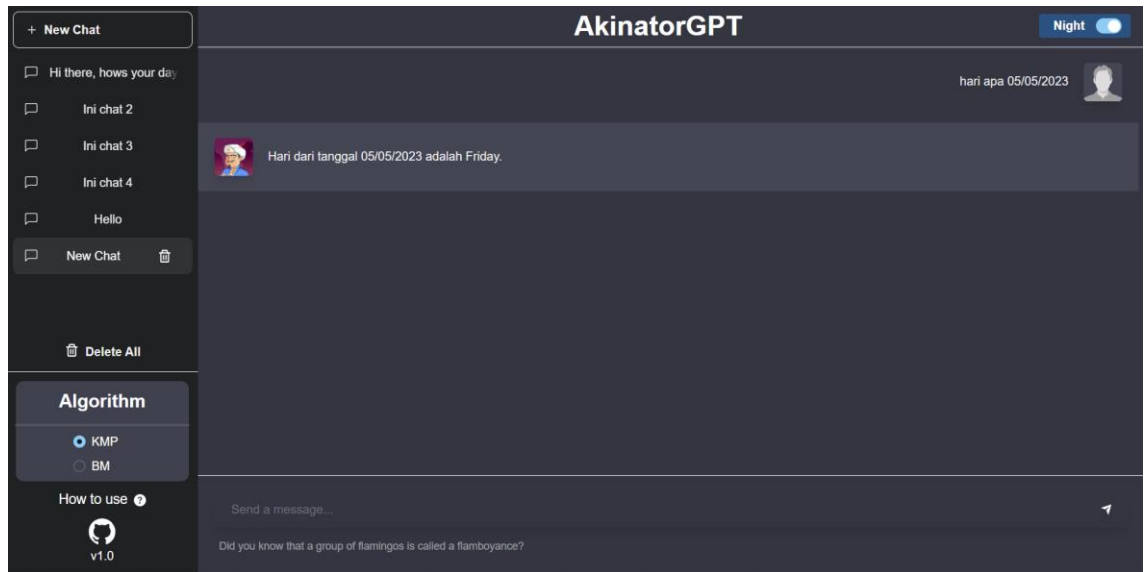 + New Chat
Hi there, hows your day
Ini chat 2
Ini chat 3
Ini chat 4
Hello
New Chat
Delete All
Algorithm
KMP
BM
How to use ?
v1.0
AkinatorGPT
Night
hari apa 05/05/2023
Hari dari tanggal 05/05/2023 adalah Friday.
Send a message...
Did you know that a group of flamingos is called a flamboyance?